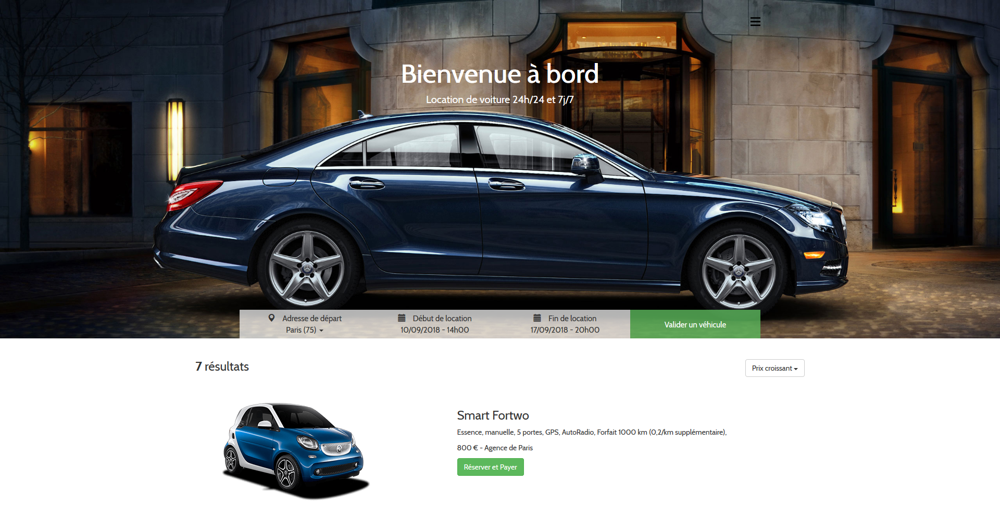 Bienvenue à bord
Location de voiture 24h/24 et 7j/7
Adresse de départ
Paris (75)
Début de location
10/09/2018 - 14h00
Fin de location
17/09/2018 - 20h00
Valider un véhicule
7 résultats
Prix croissant
Smart Fortwo
Essence, manuelle, 5 portes, GPS, AutoRadio, Forfait 1000 km (0,2/km supplémentaire),
800 € - Agence de Paris
Réserver et Payer